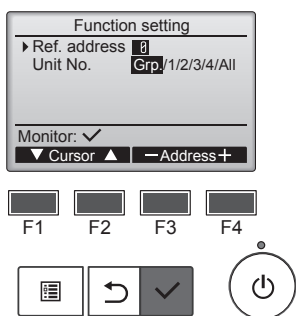 Function setting
Ref. address 0
Unit No. Grp./1/2/3/4/All
Monitor: ✓
▼ Cursor ▲ −Address+
F1 F2 F3 F4